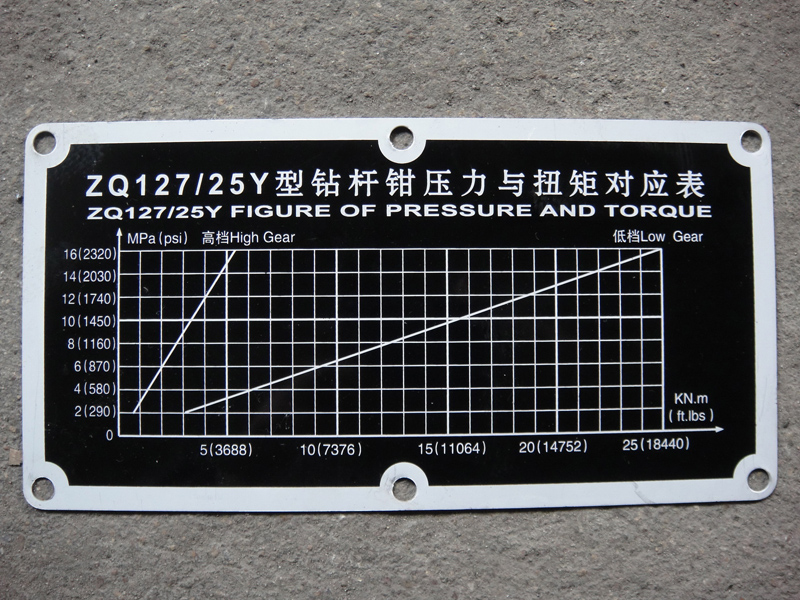 ZQ127/25Y型钻杆钳压力与扭矩对应表
ZQ127/25Y FIGURE OF PRESSURE AND TORQUE
MPa(psi) 高档High Gear 低档Low Gear
16(2320)
14(2030)
12(1740)
10(1450)
8(1160)
6(870)
4(580)
2(290)
0
KN.m
(ft.lbs)
5(3688) 10(7376) 15(11064) 20(14752) 25(18440)